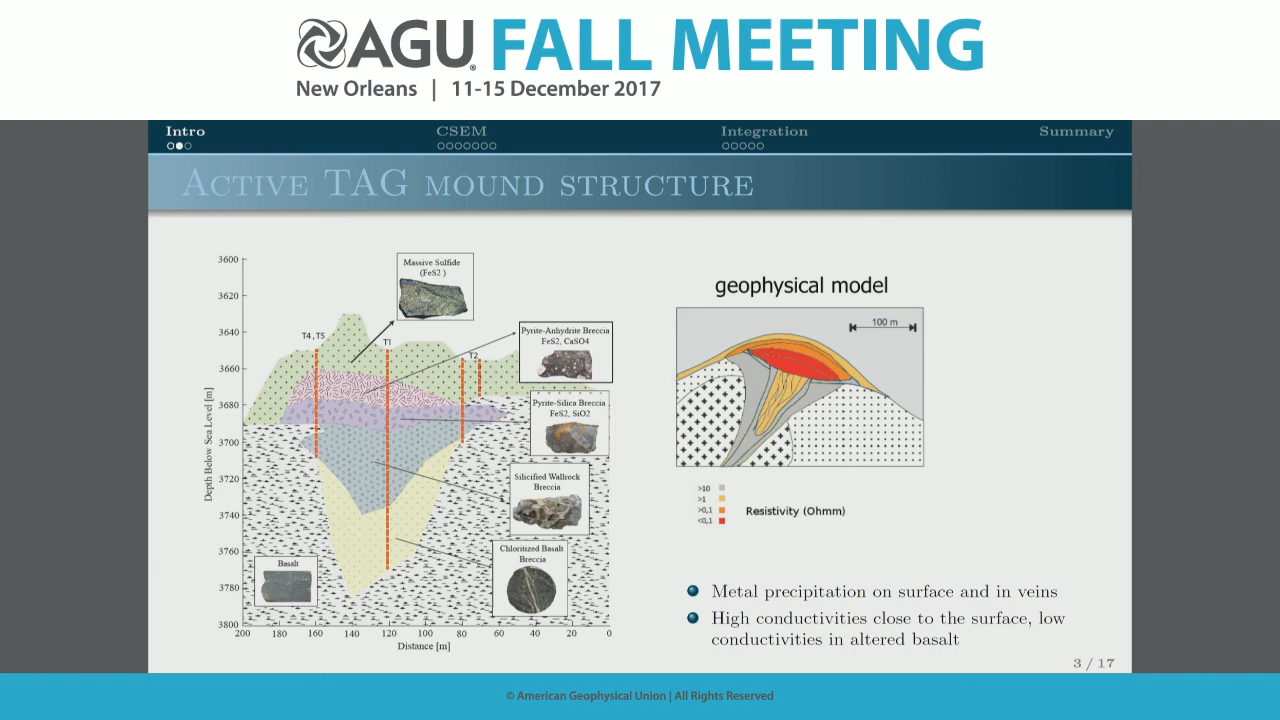 AGU FALL MEETING
New Orleans | 11-15 December 2017
Intro CSEM Integration Summary
Active TAG mound structure
3600
3620
3640
3660
3680
3700
3720
3740
3760
3780
3800
Depth Below Sea Level [m]
200 180 160 140 120 100 80 60 40 20 0
Distance [m]
T4 , T5
T1
T2
Massive Sulfide
(FeS2 )
Pyrite-Anhydrite Breccia
FeS2, CaSO4
Pyrite-Silica Breccia
FeS2, SiO2
Silicified Wallrock
Breccia
Chloritized Basalt
Breccia
Basalt
geophysical model
100 m
>10
>1
>0,1
<0,1
Resistivity (Ohmm)
Metal precipitation on surface and in veins
High conductivities close to the surface, low
conductivities in altered basalt
3 / 17
© American Geophysical Union | All Rights Reserved